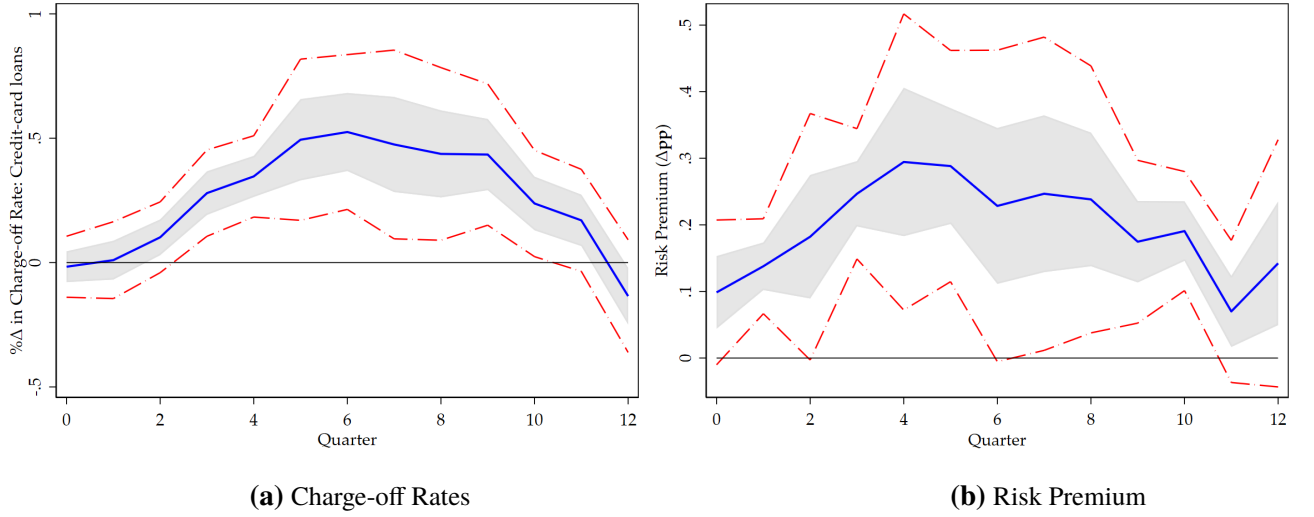 %Δ in Charge-off Rate: Credit-card loans
1
.5
0
-.5
0 2 4 6 8 10 12
Quarter
(a) Charge-off Rates
Risk Premium (Δpp)
.5
.4
.3
.2
.1
0
0 2 4 6 8 10 12
Quarter
(b) Risk Premium